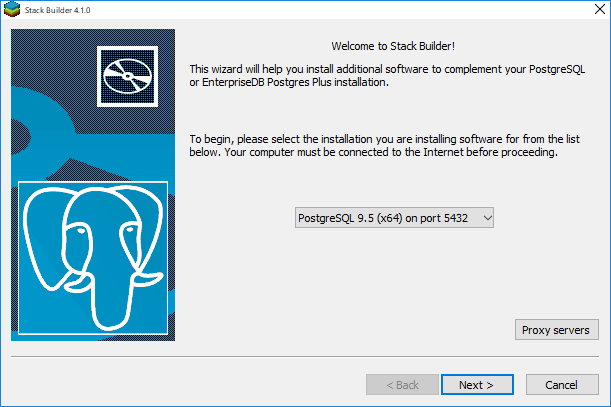 Stack Builder 4.1.0
Welcome to Stack Builder!
This wizard will help you install additional software to complement your PostgreSQL
or EnterpriseDB Postgres Plus installation.
To begin, please select the installation you are installing software for from the list
below. Your computer must be connected to the Internet before proceeding.
PostgreSQL 9.5 (x64) on port 5432
Proxy servers
< Back
Next >
Cancel